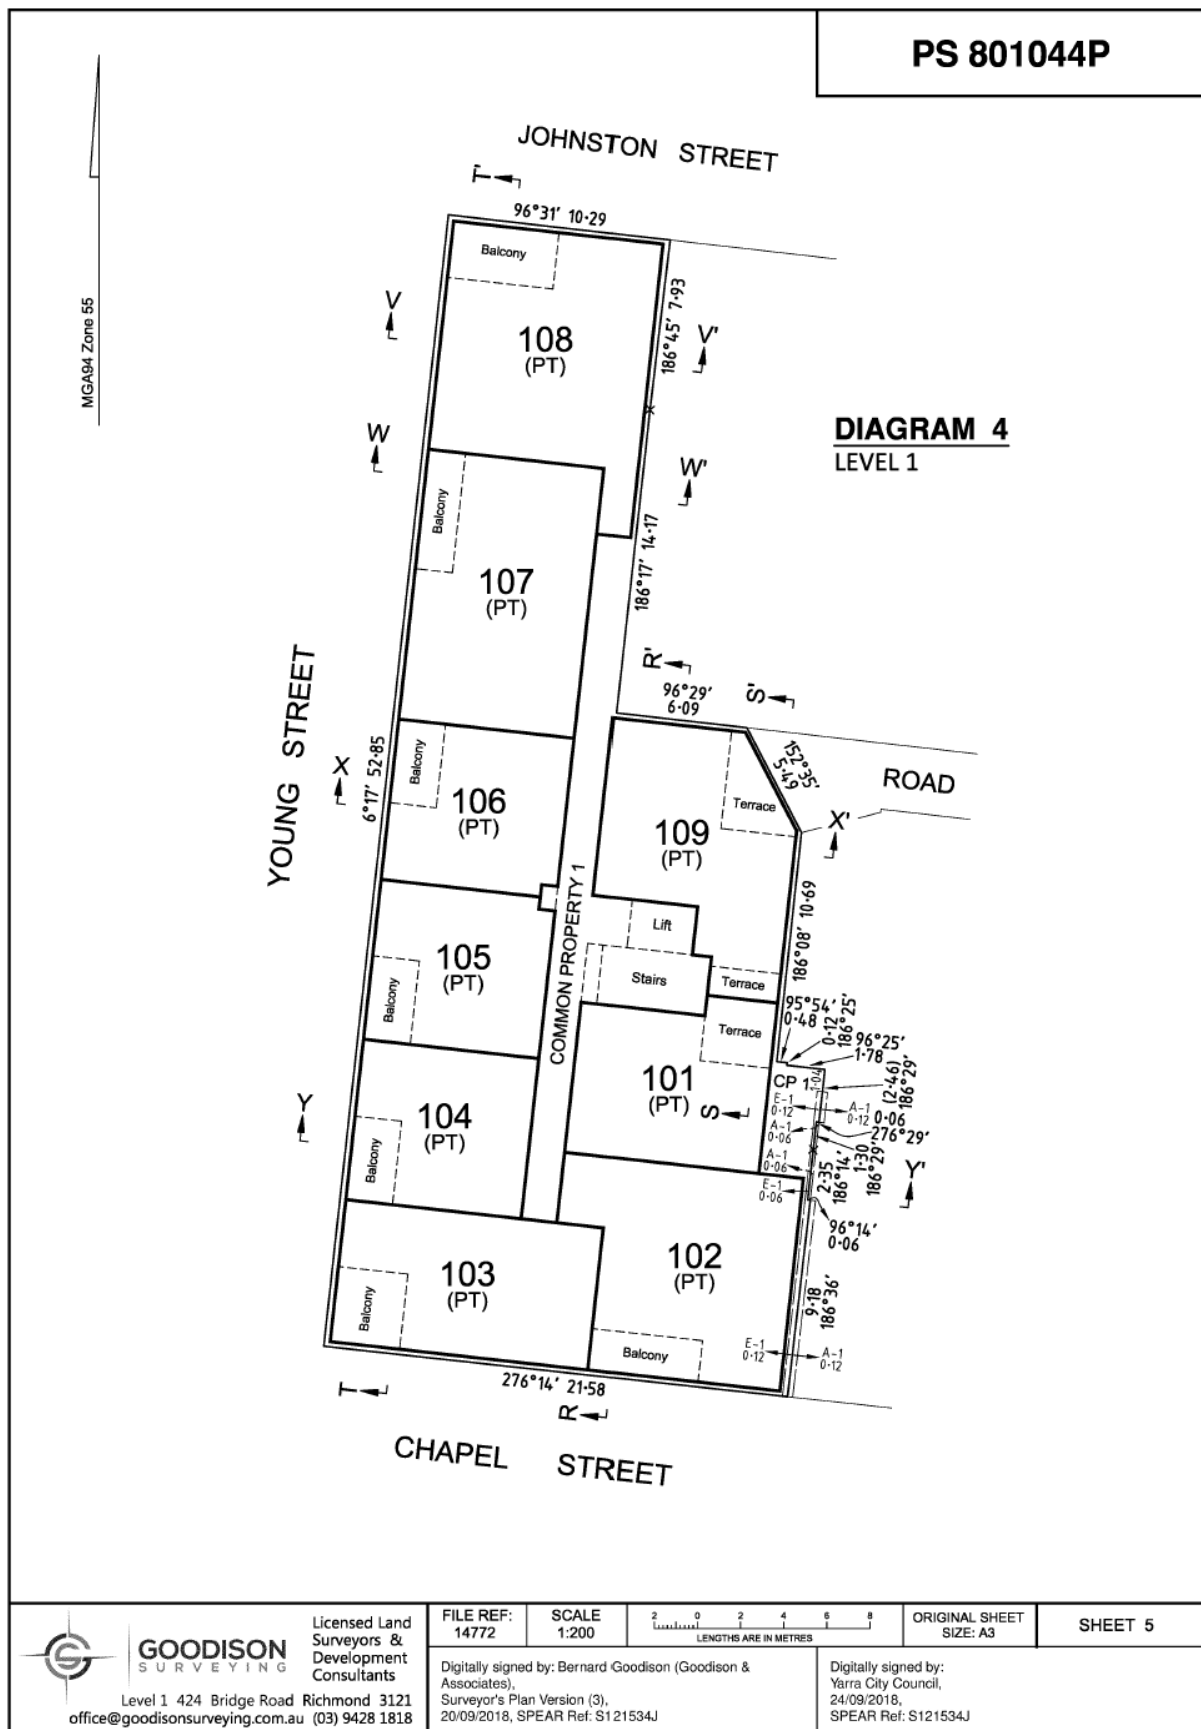 PS 801044P
MGA94 Zone 55
JOHNSTON STREET
T'
96°31' 10·29
Balcony
V
108
(PT)
186°45' 7·93
V'
W
DIAGRAM 4
LEVEL 1
W'
Balcony
107
(PT)
186°17' 14·17
R'
96°29'
6·09
S'
YOUNG STREET
6°17' 52·85
X
Balcony
106
(PT)
152°35'
5·49
Terrace
ROAD
109
(PT)
X'
COMMON PROPERTY 1
Lift
186°08' 10·69
105
(PT)
Balcony
Stairs
Terrace
Terrace
95°54'
0·48
0·12
186°25'
96°25'
1·78
(2·46)
186°29'
101
(PT)
S
CP 1
1·04
E-1
0·12
A-1
0·12
0·06
276°29'
A-1
0·06
A-1
0·06
E-1
0·06
1·30
186°29'
2·35
186°14'
Y
104
(PT)
Balcony
Y'
96°14'
0·06
102
(PT)
103
(PT)
Balcony
Balcony
9·18
186°36'
E-1
0·12
A-1
0·12
T
276°14' 21·58
R
CHAPEL STREET
GOODISON
SURVEYING
Licensed Land
Surveyors &
Development
Consultants
Level 1 424 Bridge Road Richmond 3121
office@goodisonsurveying.com.au (03) 9428 1818
FILE REF:
14772
SCALE
1:200
2 0 2 4 6 8
LENGTHS ARE IN METRES
ORIGINAL SHEET
SIZE: A3
SHEET 5
Digitally signed by: Bernard Goodison (Goodison &
Associates),
Surveyor's Plan Version (3),
20/09/2018, SPEAR Ref: S121534J
Digitally signed by:
Yarra City Council,
24/09/2018,
SPEAR Ref: S121534J